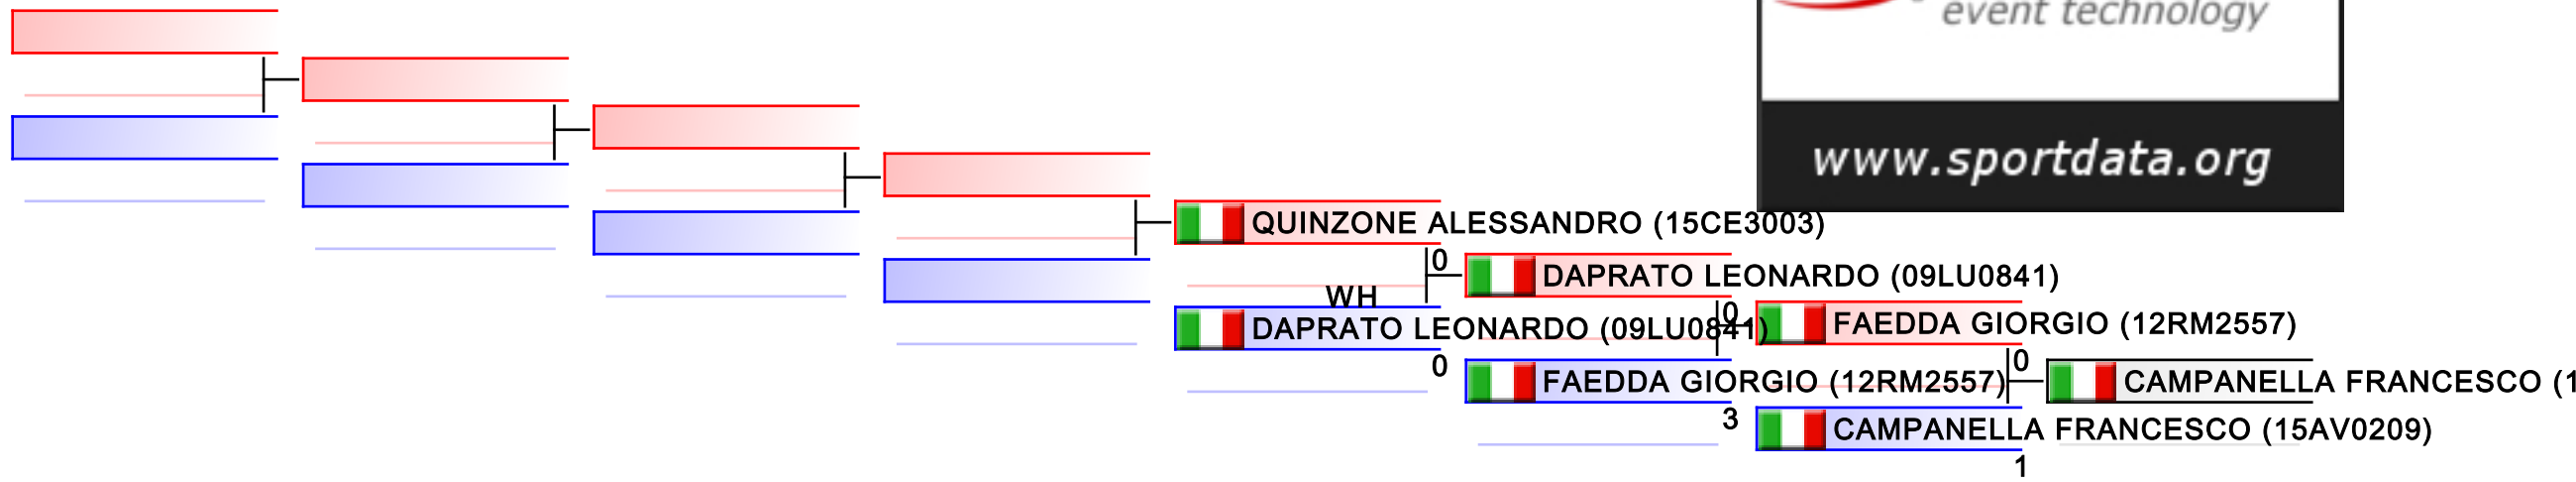 event technology
www.sportdata.org
QUINZONE ALESSANDRO (15CE3003)
0
DAPRATO LEONARDO (09LU0841)
WH
0
DAPRATO LEONARDO (09LU0841)
FAEDDA GIORGIO (12RM2557)
0
0
FAEDDA GIORGIO (12RM2557)
CAMPANELLA FRANCESCO (1
3
CAMPANELLA FRANCESCO (15AV0209)
1